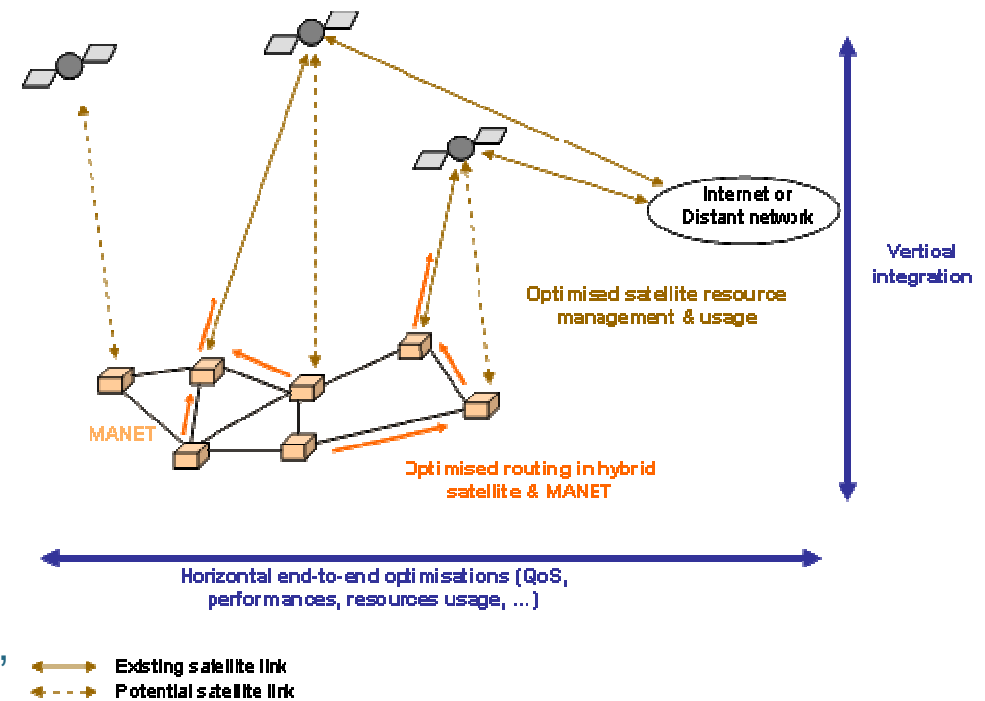 Internet or
Distant network
Vertical
integration
Optimised satellite resource
management & usage
MANET
Optimised routing in hybrid
satellite & MANET
Horizontal end-to-end optimisations (QoS,
performances, resources usage, ...)
,
Existing satellite link
Potential satellite link